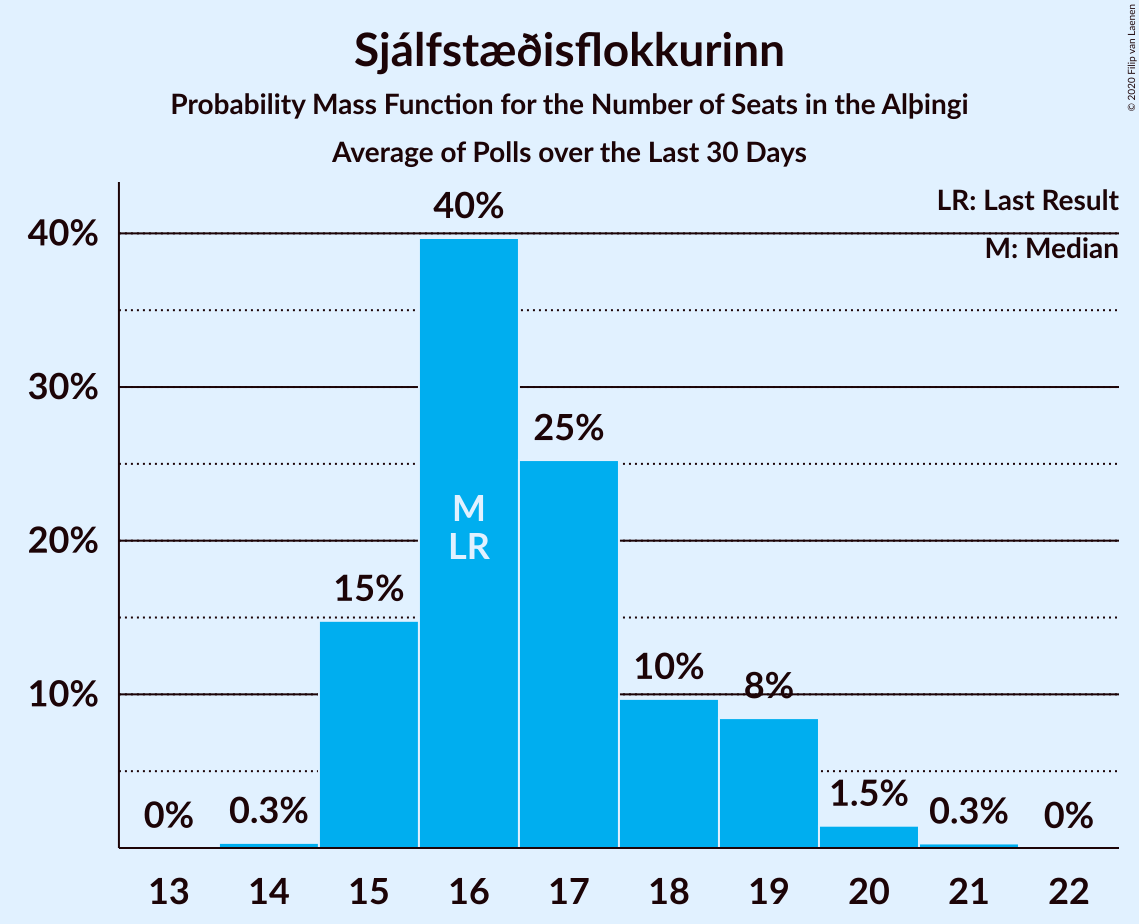 Sjálfstæðisflokkurinn
Probability Mass Function for the Number of Seats in the Alþingi
Average of Polls over the Last 30 Days
© 2020 Filip van Laenen
LR: Last Result
M: Median
40%
30%
20%
10%
0%
0.3%
15%
40%
M
LR
25%
10%
8%
1.5%
0.3%
0%
13 14 15 16 17 18 19 20 21 22